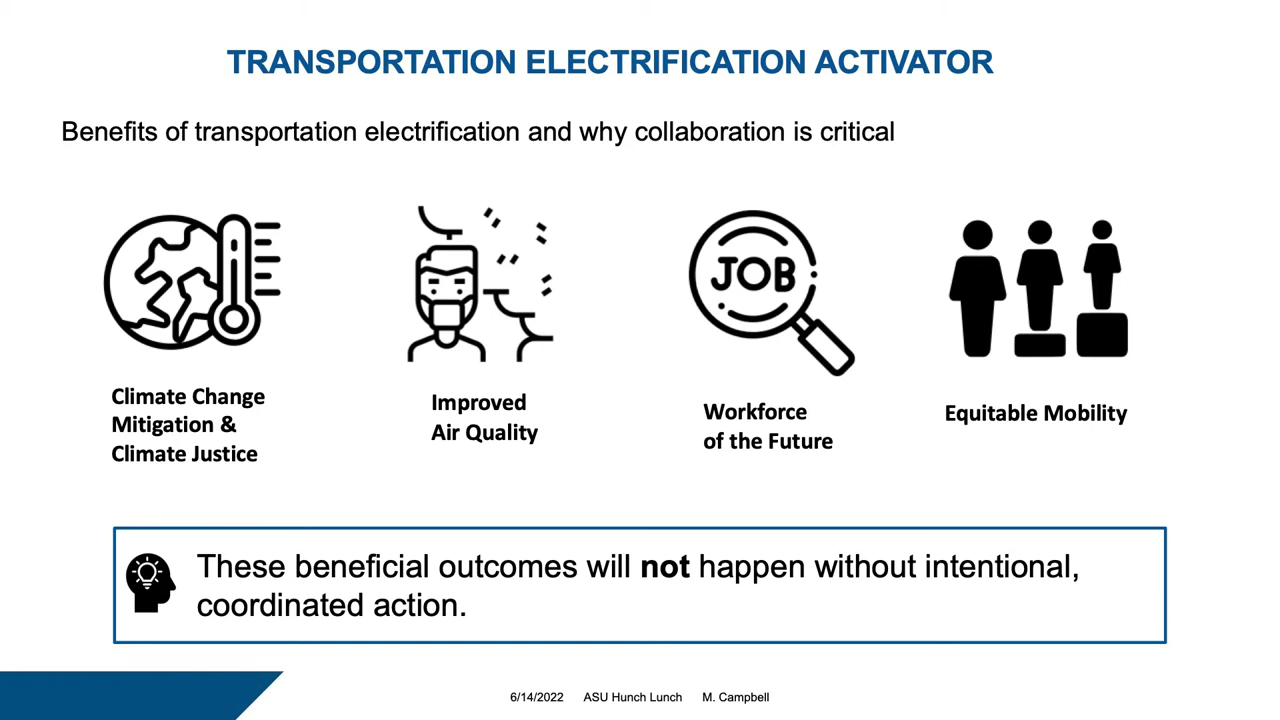 TRANSPORTATION ELECTRIFICATION ACTIVATOR
Benefits of transportation electrification and why collaboration is critical
JOB
Climate Change
Mitigation &
Climate Justice
Improved
Air Quality
Workforce
of the Future
Equitable Mobility
These beneficial outcomes will not happen without intentional,
coordinated action.
6/14/2022 ASU Hunch Lunch M. Campbell